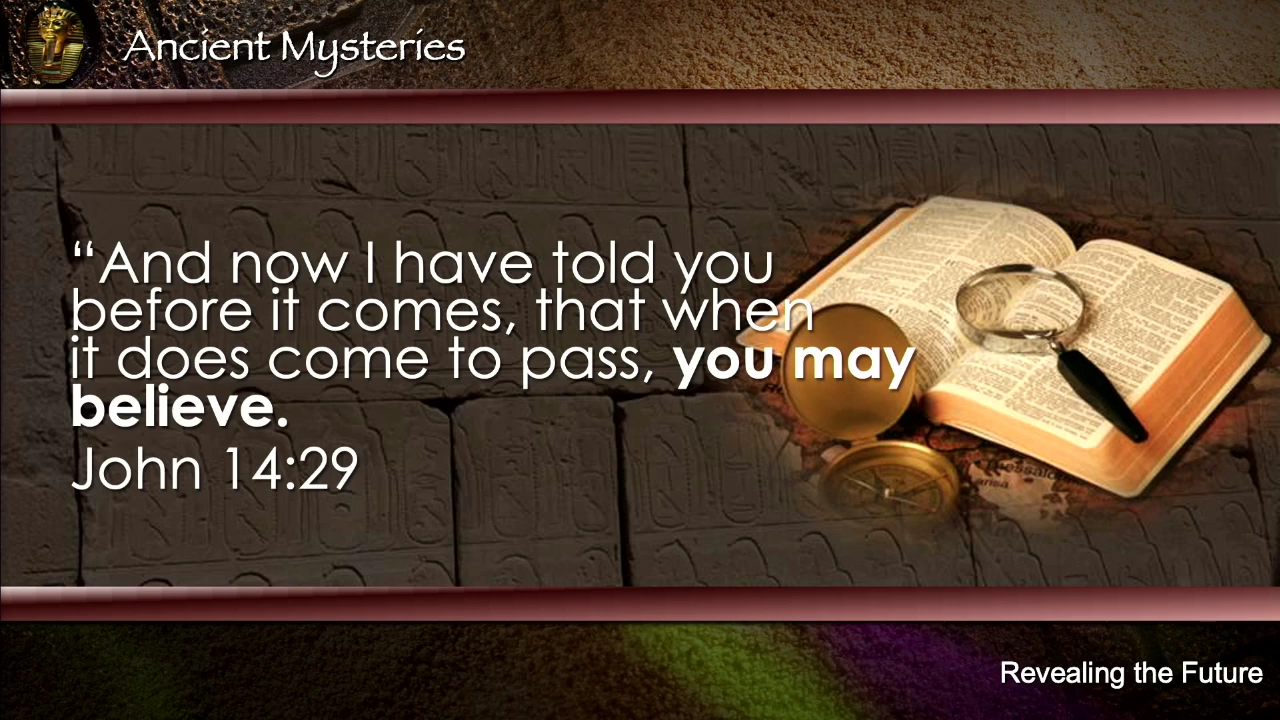 Ancient Mysteries
“And now I have told you
before it comes, that when
it does come to pass, you may
believe.
John 14:29
Revealing the Future